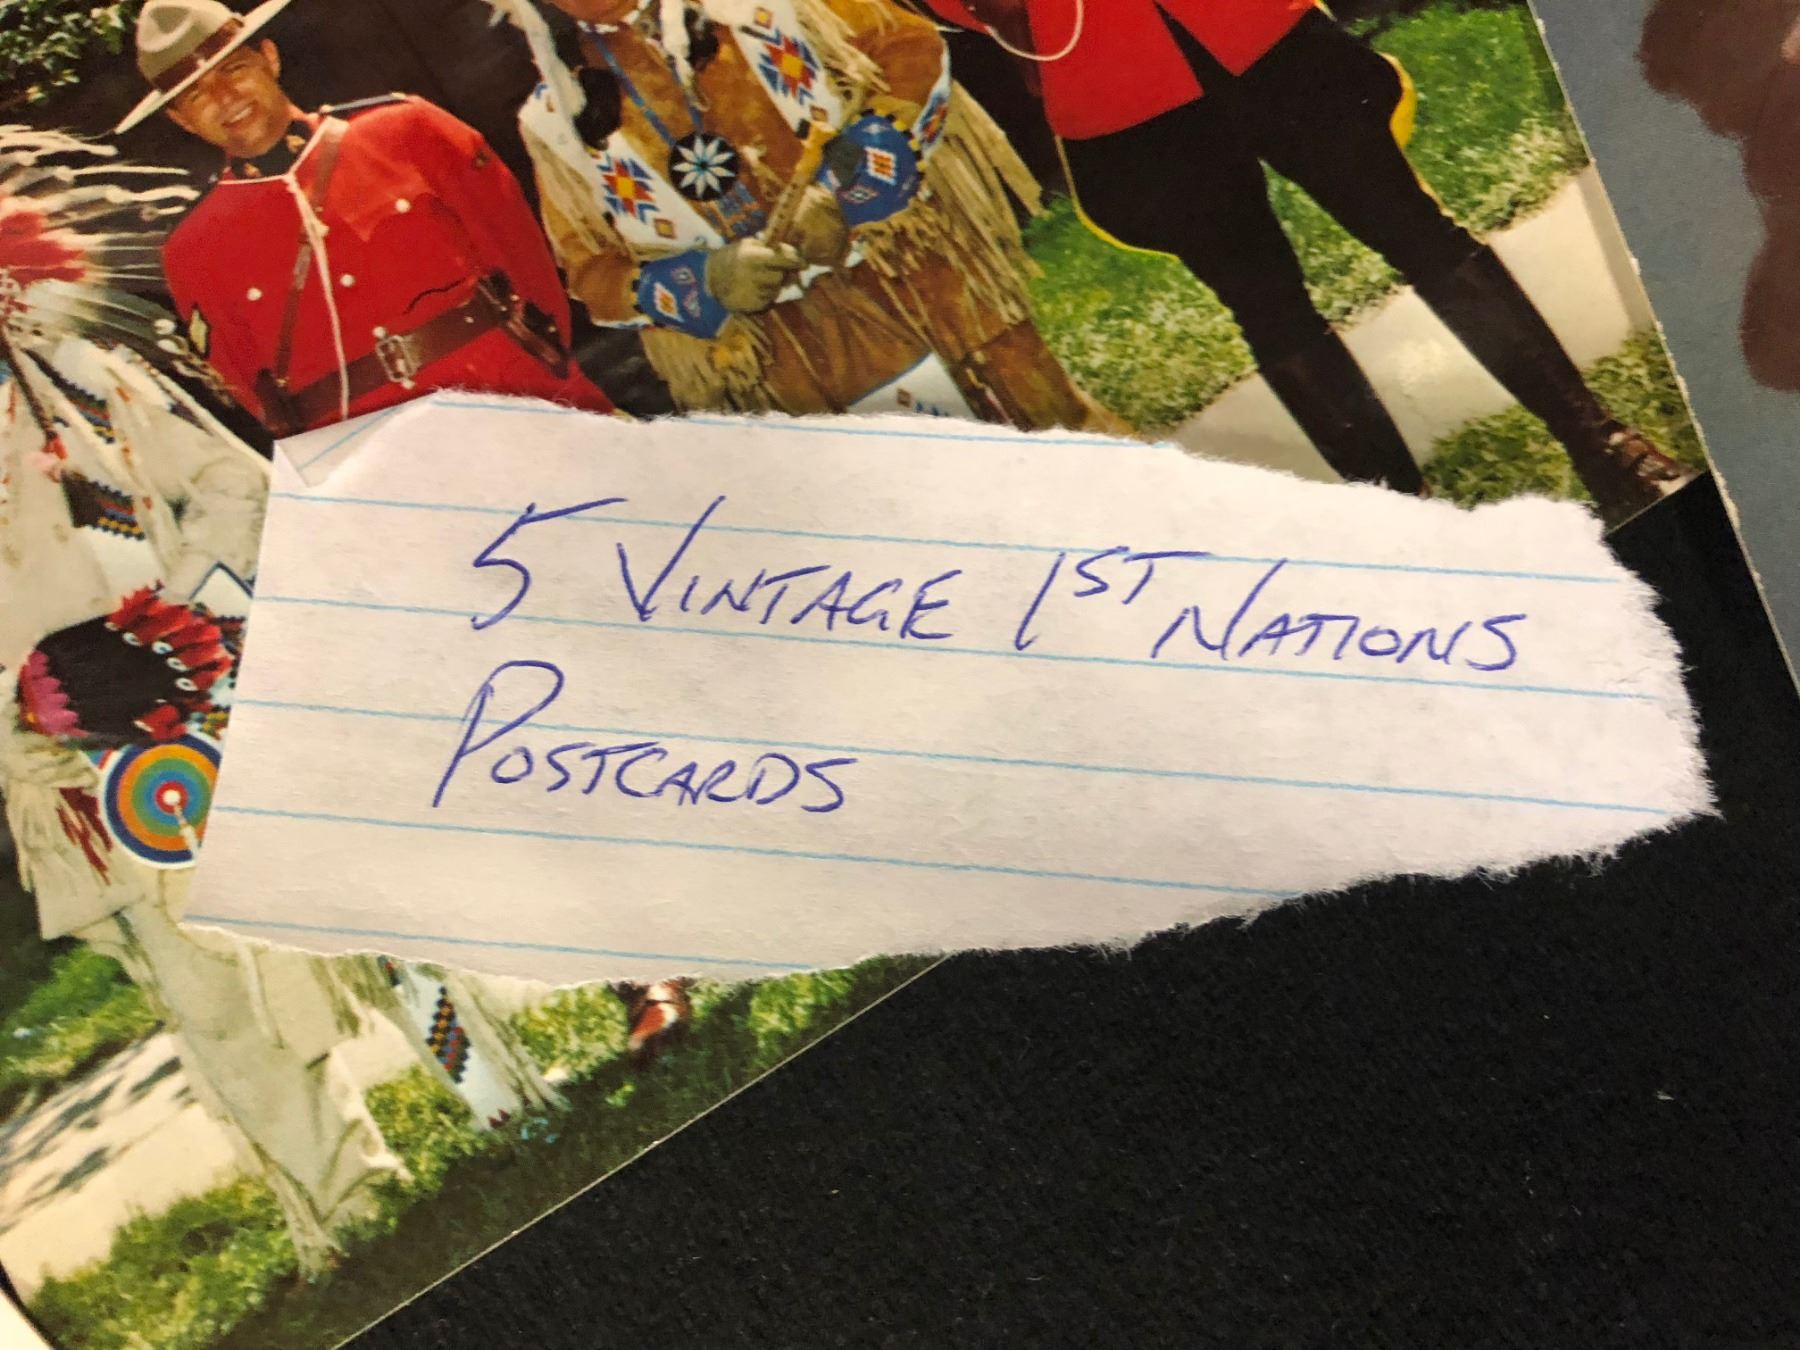 5 VINTAGE 1ST NATIONS
POSTCARDS